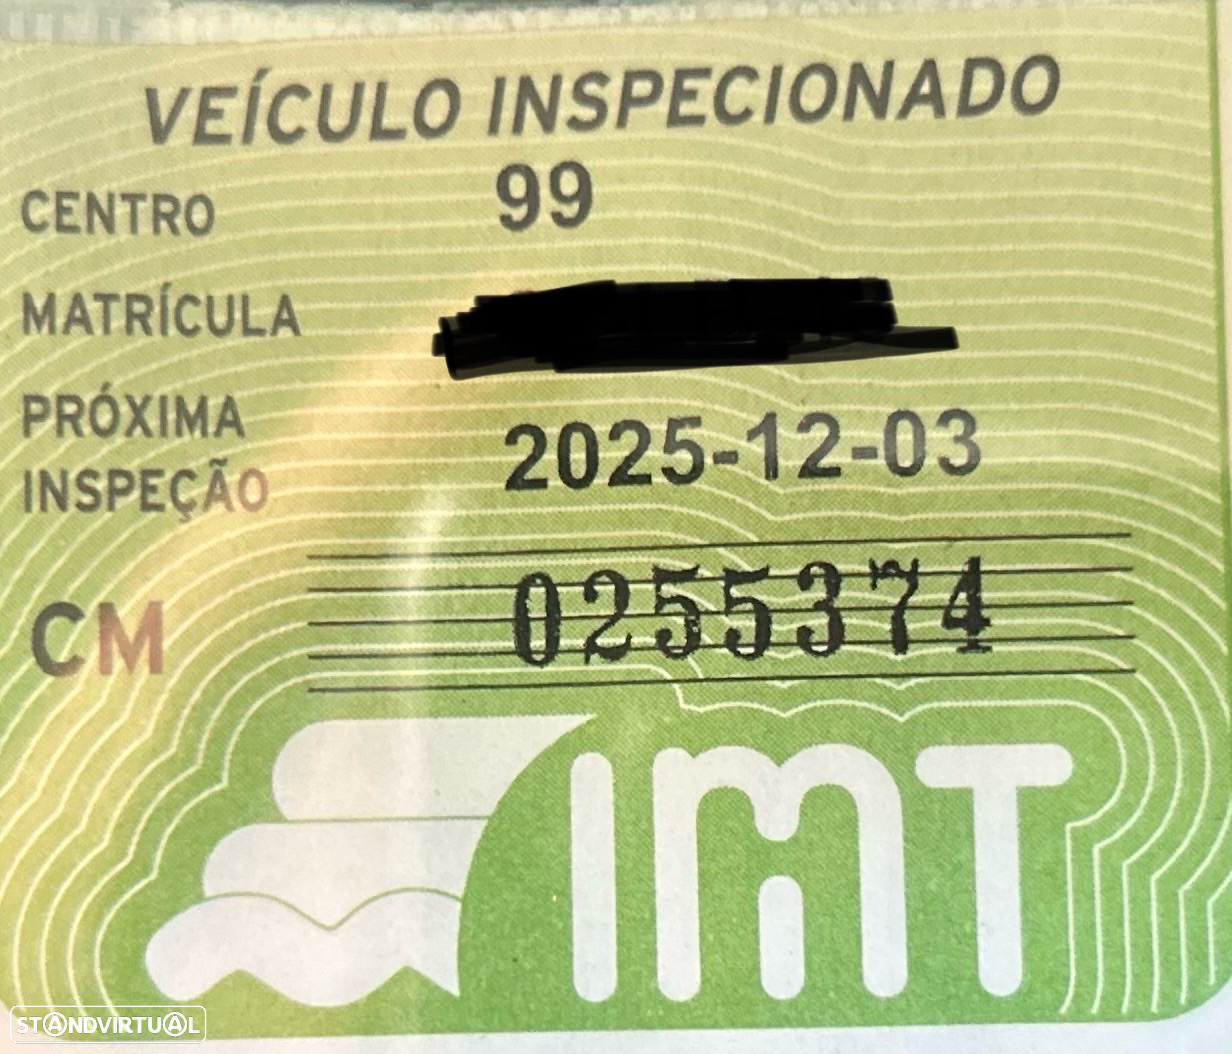 VEÍCULO INSPECIONADO
CENTRO 99
MATRÍCULA
PRÓXIMA
INSPEÇÃO 2025-12-03
CM 0255374
IMT
STANDVIRTUAL